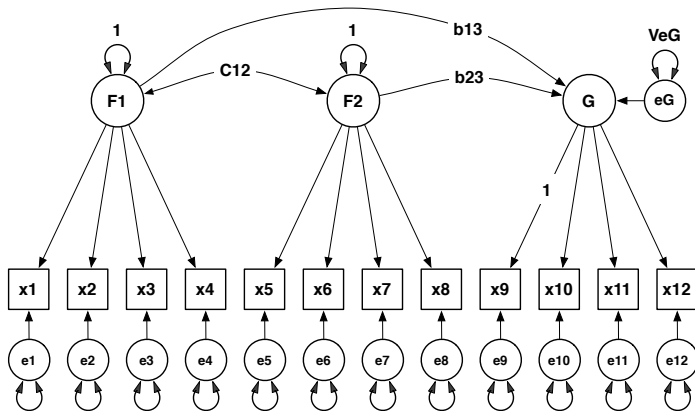 1
1
b13
VeG
C12
b23
F1
F2
G
eG
1
x1 x2 x3 x4 x5 x6 x7 x8 x9 x10 x11 x12
e1 e2 e3 e4 e5 e6 e7 e8 e9 e10 e11 e12